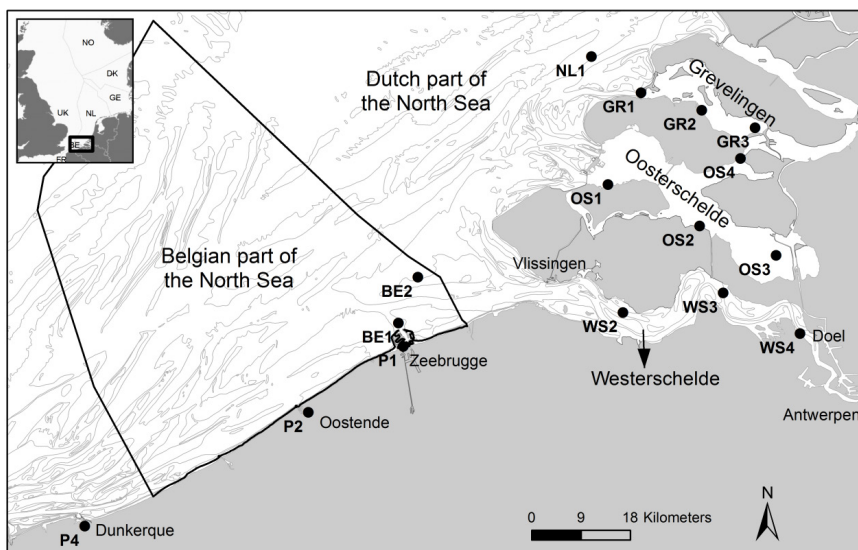 NO
DK
GE
UK
NL
BE
FR
Dutch part of
the North Sea
NL1
Grevelingen
GR1
GR2
GR3
OS4
OS1
Oosterschelde
Belgian part of
the North Sea
OS2
Vlissingen
OS3
BE2
WS3
WS2
BE1
P1
Zeebrugge
WS4
Doel
Westerschelde
P2
Oostende
Antwerpen
P4
Dunkerque
N
0 9 18 Kilometers